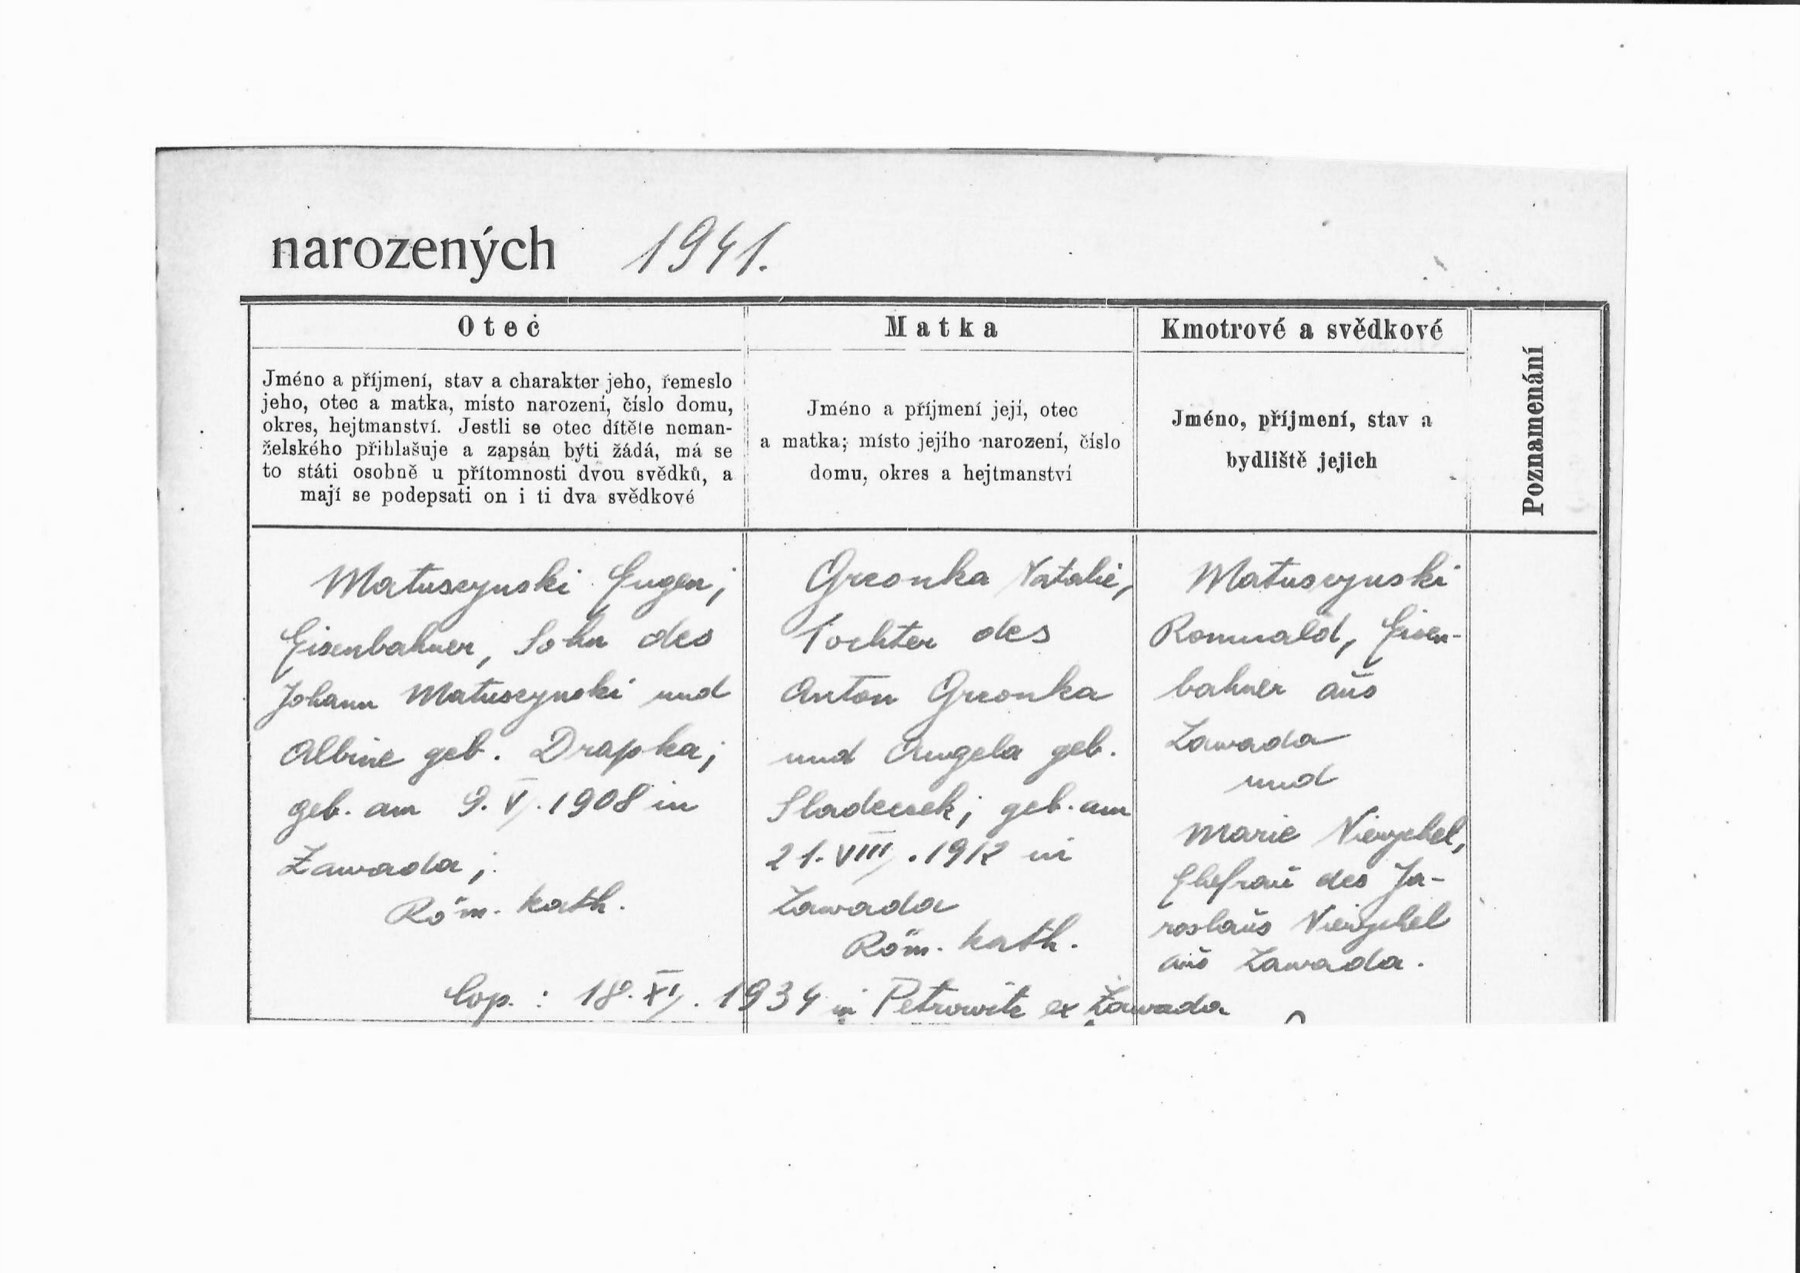 narozených 1941.
Otec
Jméno a příjmení, stav a charakter jeho, řemeslo
jeho, otec a matka, místo narození, číslo domu,
okres, hejtmanství. Jestli se otec dítěte neman-
želského přihlašuje a zapsán býti žádá, má se
to státi osobně u přítomnosti dvou svědků, a
mají se podepsati on i ti dva svědkové
Matuszynski Eugen;
Eisenbahner, Sohn des
Johann Matuszynski und
Albine geb. Drapka;
geb. am 9. V. 1908 in
Zawada;
Röm. kath.
Matka
Jméno a příjmení její, otec
a matka; místo jejího narození, číslo
domu, okres a hejtmanství
Grzonka Natalie,
Tochter des
Anton Grzonka
und Angela geb.
Sladeczek; geb. am
21. VIII. 1912 in
Zawada
Röm. kath.
Kmotrové a svědkové
Jméno, příjmení, stav a
bydliště jejich
Matuszynski
Romuald, Eisen-
bahner aus
Zawada
und
Marie
Ehefrau des Ja-
roslaus
aus Zawada.
Poznamenání
Cop. : 18. XI. 1934 in Petrowitz ex Zawada